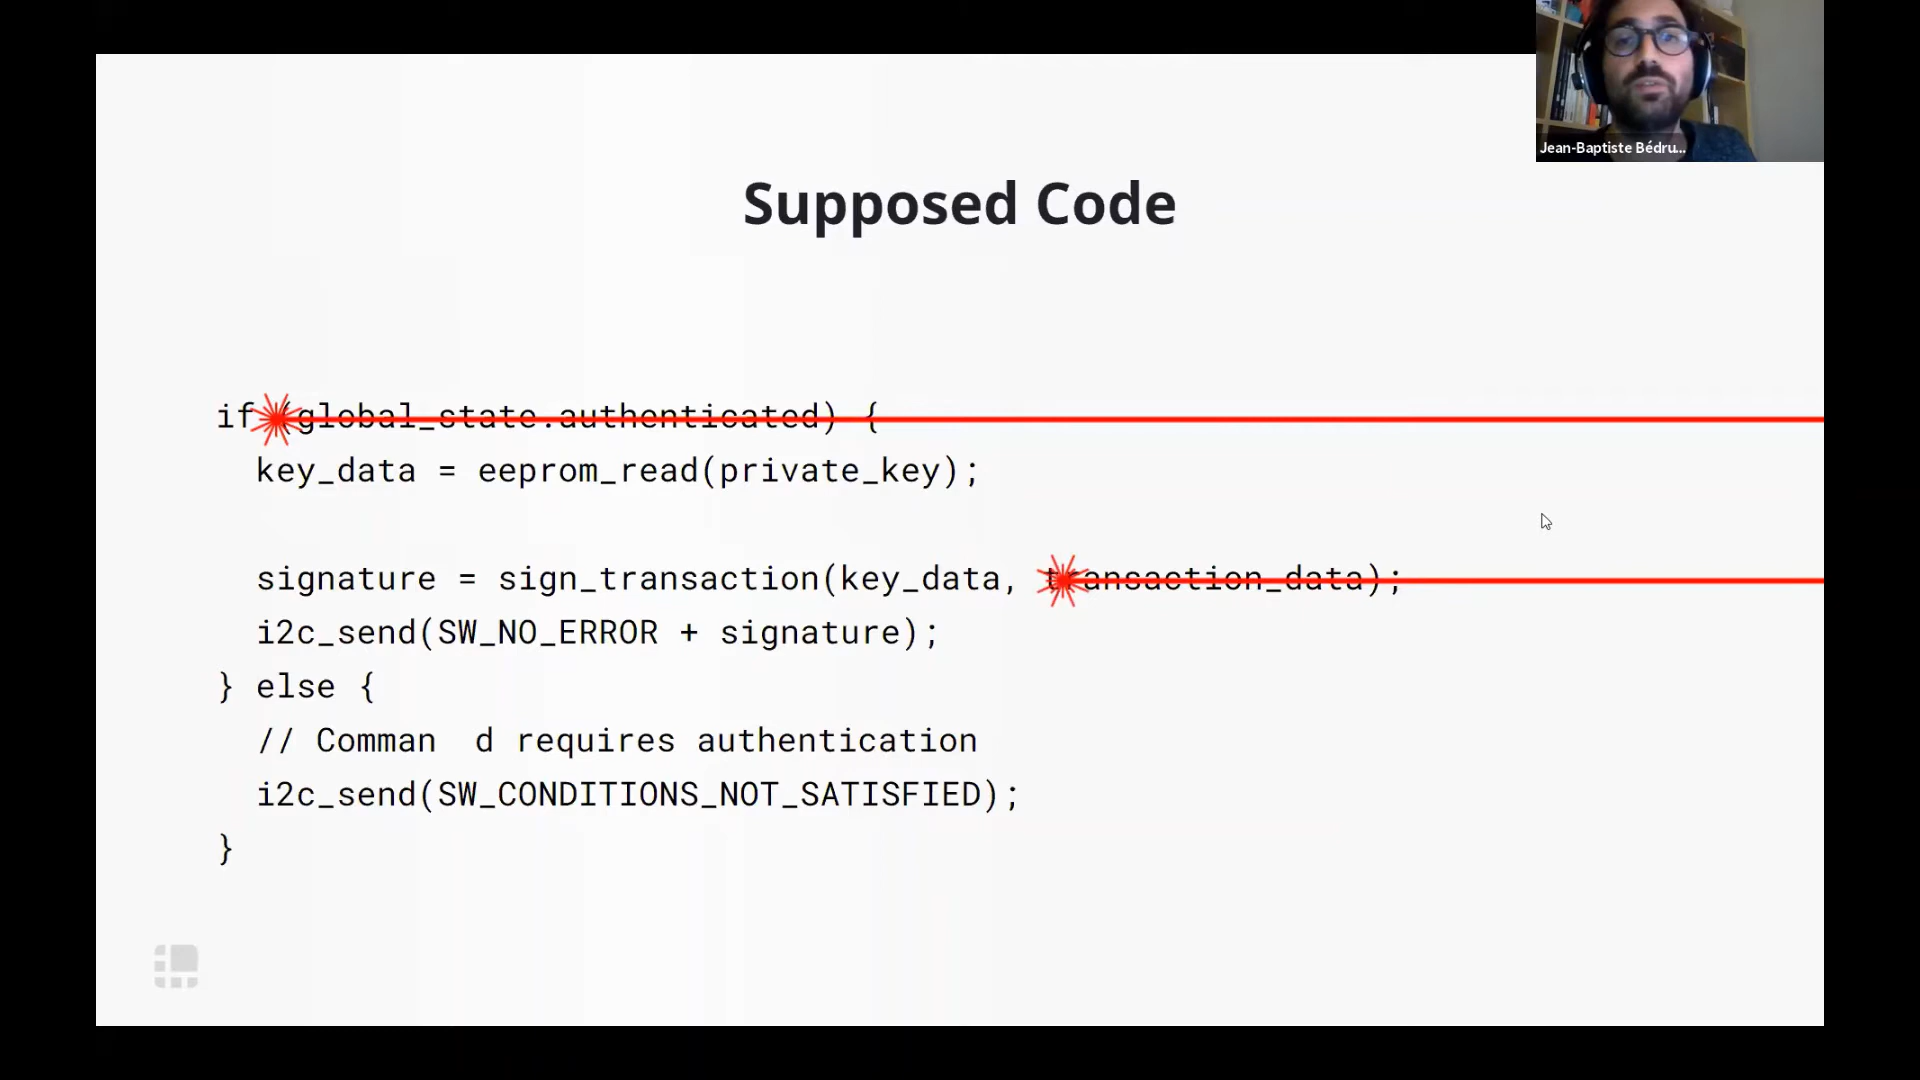 Jean-Baptiste Bédru...
Supposed Code
if (global_state.authenticated) {
key_data = eeprom_read(private_key);
signature = sign_transaction(key_data, transaction_data);
i2c_send(SW_NO_ERROR + signature);
} else {
// Comman  d requires authentication
i2c_send(SW_CONDITIONS_NOT_SATISFIED);
}